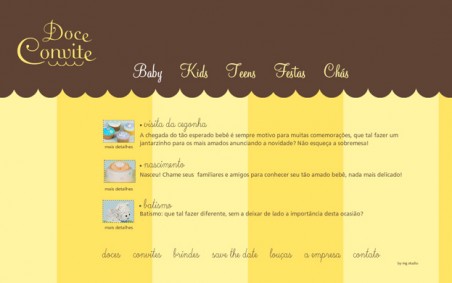 Doce
Convite
Baby Kids Teens Festas Chás
• visita da cegonha
A chegada do tão esperado bebê é sempre motivo para muitas comemorações, que tal fazer um
jantarzinho para os mais amados anunciando a novidade? Não esqueça a sobremesa!
mais detalhes
• nascimento
Nasceu! Chame seus familiares e amigos para conhecer seu tão amado bebê, nada mais delicado!
mais detalhes
• batismo
Batismo: que tal fazer diferente, sem a deixar de lado a importância desta ocasião?
mais detalhes
doces convites brindes save the date louças a empresa contato
by mg studio